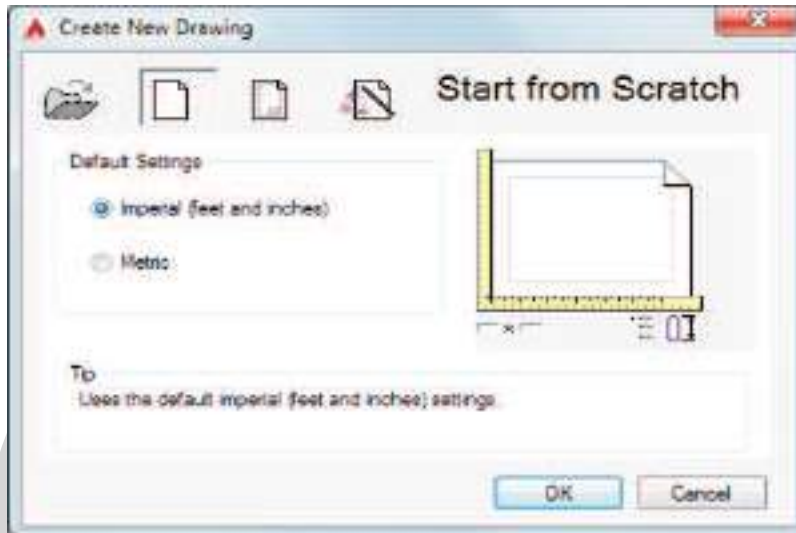 Create New Drawing
Start from Scratch
Default Settings
Imperial (feet and inches)
Metric
Tip
Uses the default imperial (feet and inches) settings.
OK
Cancel